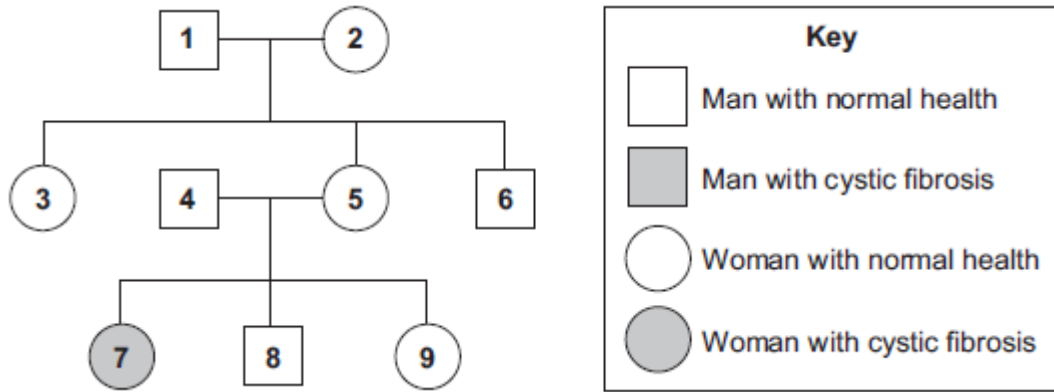 1 2
3 4 5 6
7 8 9
Key
Man with normal health
Man with cystic fibrosis
Woman with normal health
Woman with cystic fibrosis